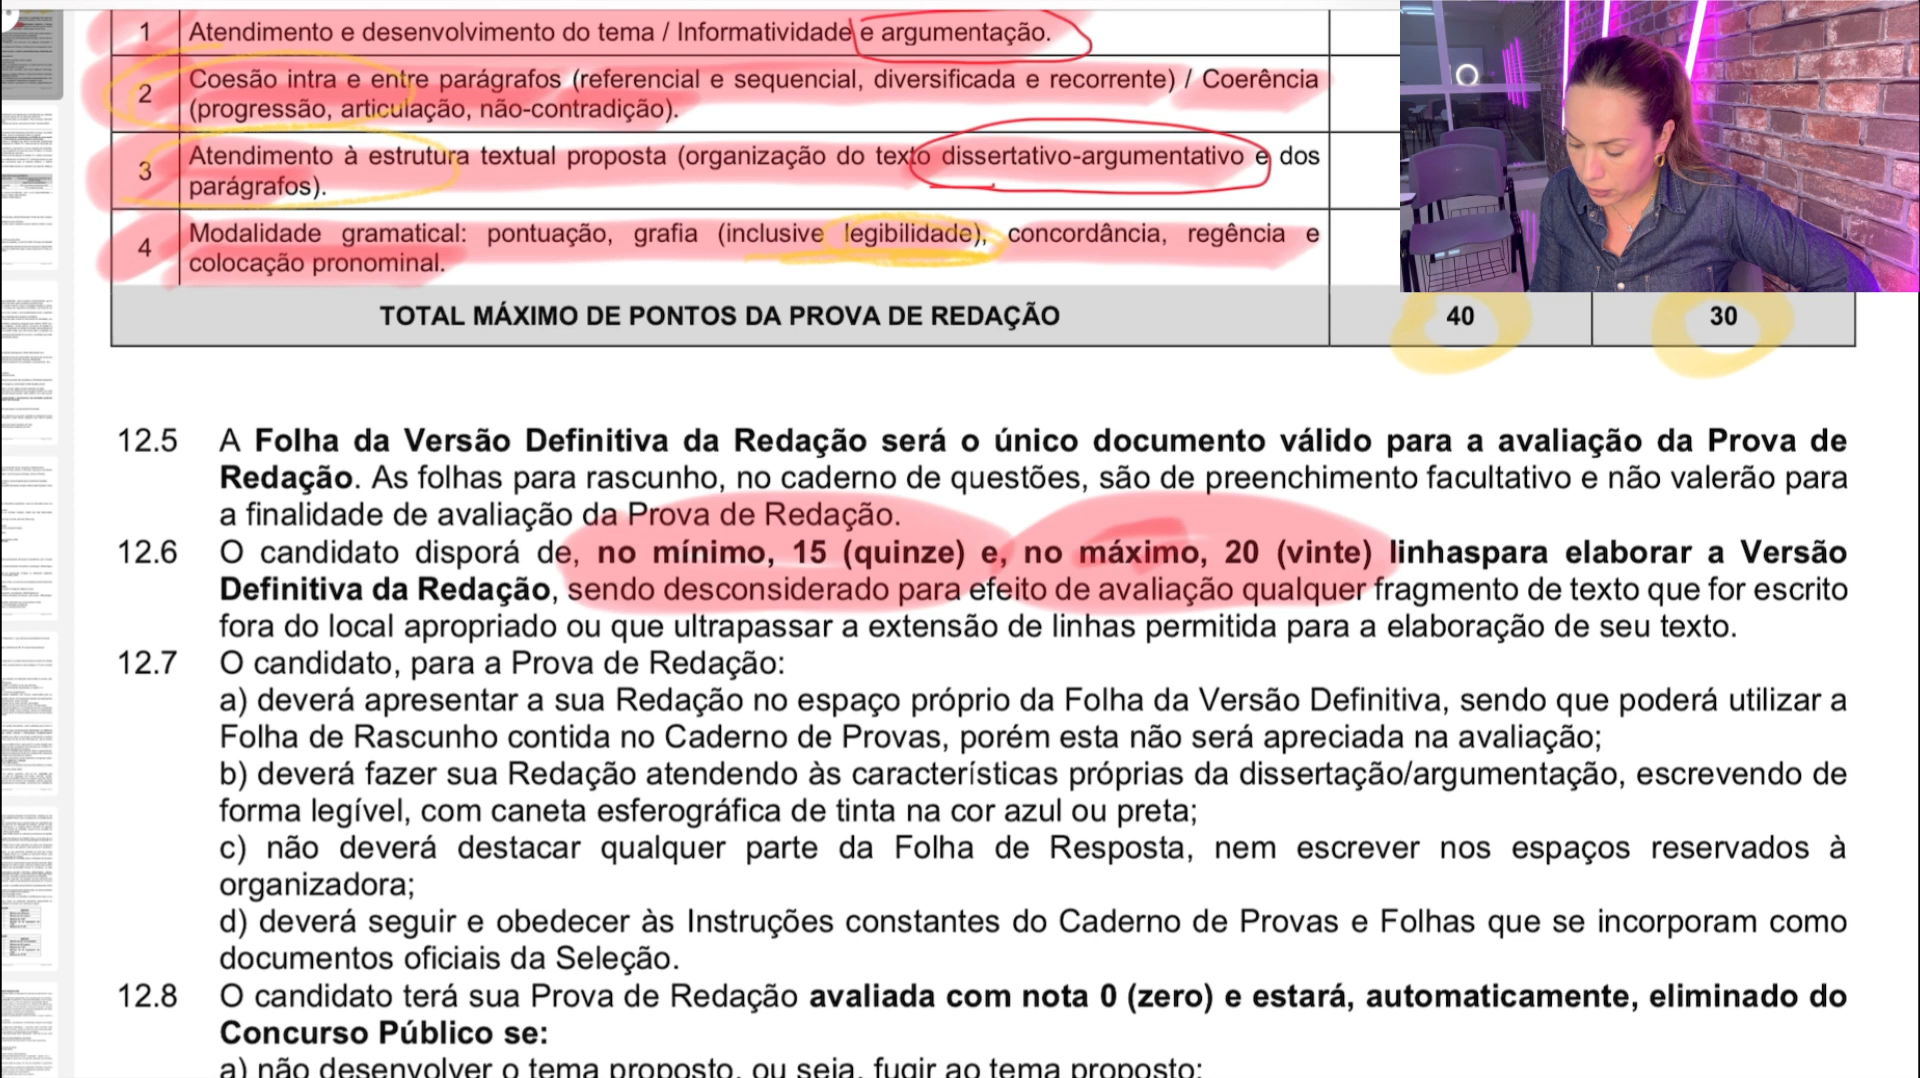 1 Atendimento e desenvolvimento do tema / Informatividade e argumentação.
2 Coesão intra e entre parágrafos (referencial e sequencial, diversificada e recorrente) / Coerência
(progressão, articulação, não-contradição).
3 Atendimento à estrutura textual proposta (organização do texto dissertativo-argumentativo e dos
parágrafos).
4 Modalidade gramatical: pontuação, grafia (inclusive legibilidade), concordância, regência e
colocação pronominal.
TOTAL MÁXIMO DE PONTOS DA PROVA DE REDAÇÃO 40 30
12.5 A Folha da Versão Definitiva da Redação será o único documento válido para a avaliação da Prova de
Redação. As folhas para rascunho, no caderno de questões, são de preenchimento facultativo e não valerão para
a finalidade de avaliação da Prova de Redação.
12.6 O candidato disporá de, no mínimo, 15 (quinze) e, no máximo, 20 (vinte) linhaspara elaborar a Versão
Definitiva da Redação, sendo desconsiderado para efeito de avaliação qualquer fragmento de texto que for escrito
fora do local apropriado ou que ultrapassar a extensão de linhas permitida para a elaboração de seu texto.
12.7 O candidato, para a Prova de Redação:
a) deverá apresentar a sua Redação no espaço próprio da Folha da Versão Definitiva, sendo que poderá utilizar a
Folha de Rascunho contida no Caderno de Provas, porém esta não será apreciada na avaliação;
b) deverá fazer sua Redação atendendo às características próprias da dissertação/argumentação, escrevendo de
forma legível, com caneta esferográfica de tinta na cor azul ou preta;
c) não deverá destacar qualquer parte da Folha de Resposta, nem escrever nos espaços reservados à
organizadora;
d) deverá seguir e obedecer às Instruções constantes do Caderno de Provas e Folhas que se incorporam como
documentos oficiais da Seleção.
12.8 O candidato terá sua Prova de Redação avaliada com nota 0 (zero) e estará, automaticamente, eliminado do
Concurso Público se:
a) não desenvolver o tema proposto, ou seja, fugir ao tema proposto;